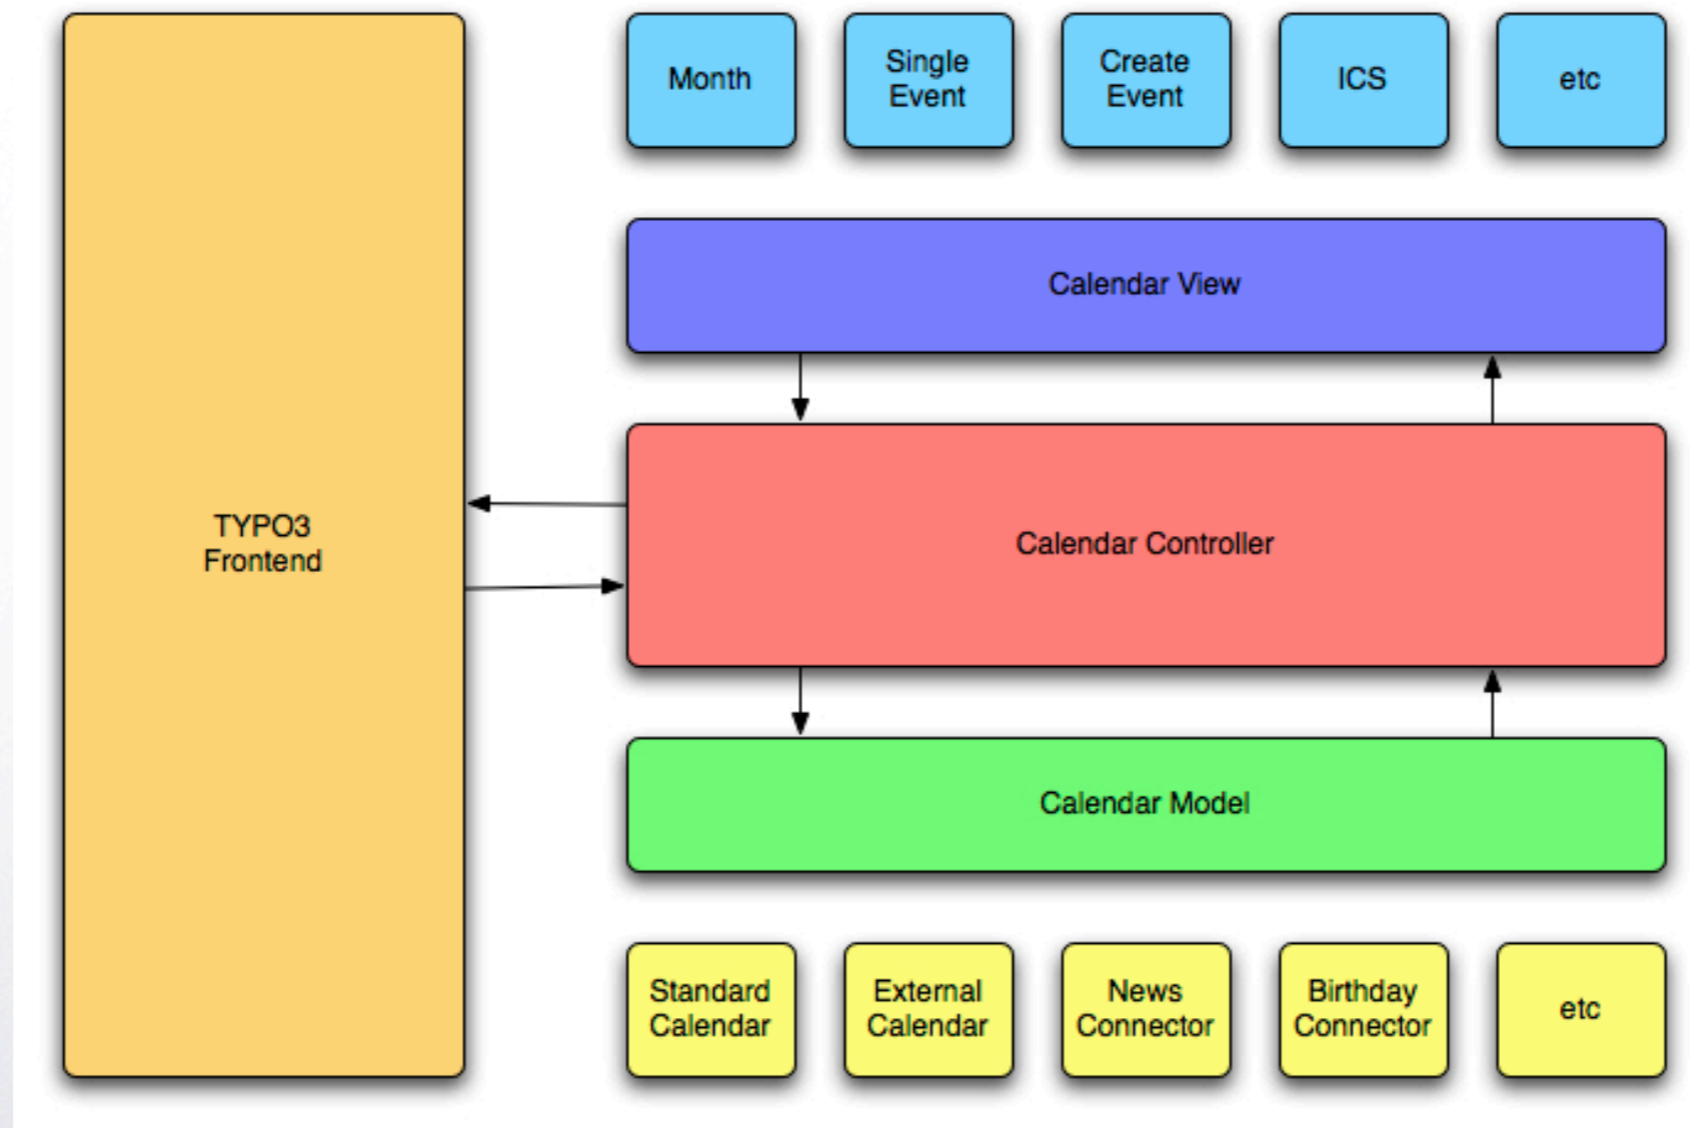 Month
Single
Event
Create
Event
ICS
etc
Calendar View
TYPO3
Frontend
Calendar Controller
Calendar Model
Standard
Calendar
External
Calendar
News
Connector
Birthday
Connector
etc